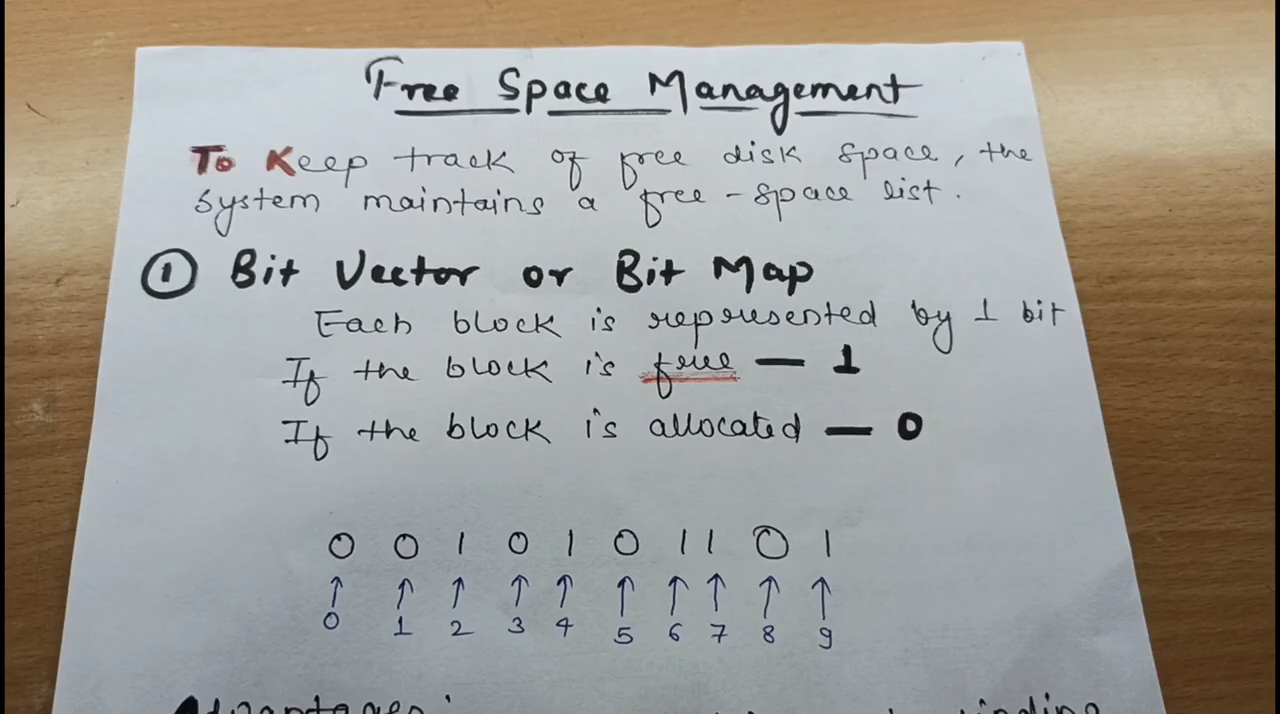 Free Space Management
To Keep track of free disk space, the
system maintains a free-space list.
① Bit Vector or Bit Map
Each block is represented by 1 bit
If the block is free — 1
If the block is allocated — 0
0 0 1 0 1 0 1 1 0 1
↑ ↑ ↑ ↑ ↑ ↑ ↑ ↑ ↑ ↑
0 1 2 3 4 5 6 7 8 9